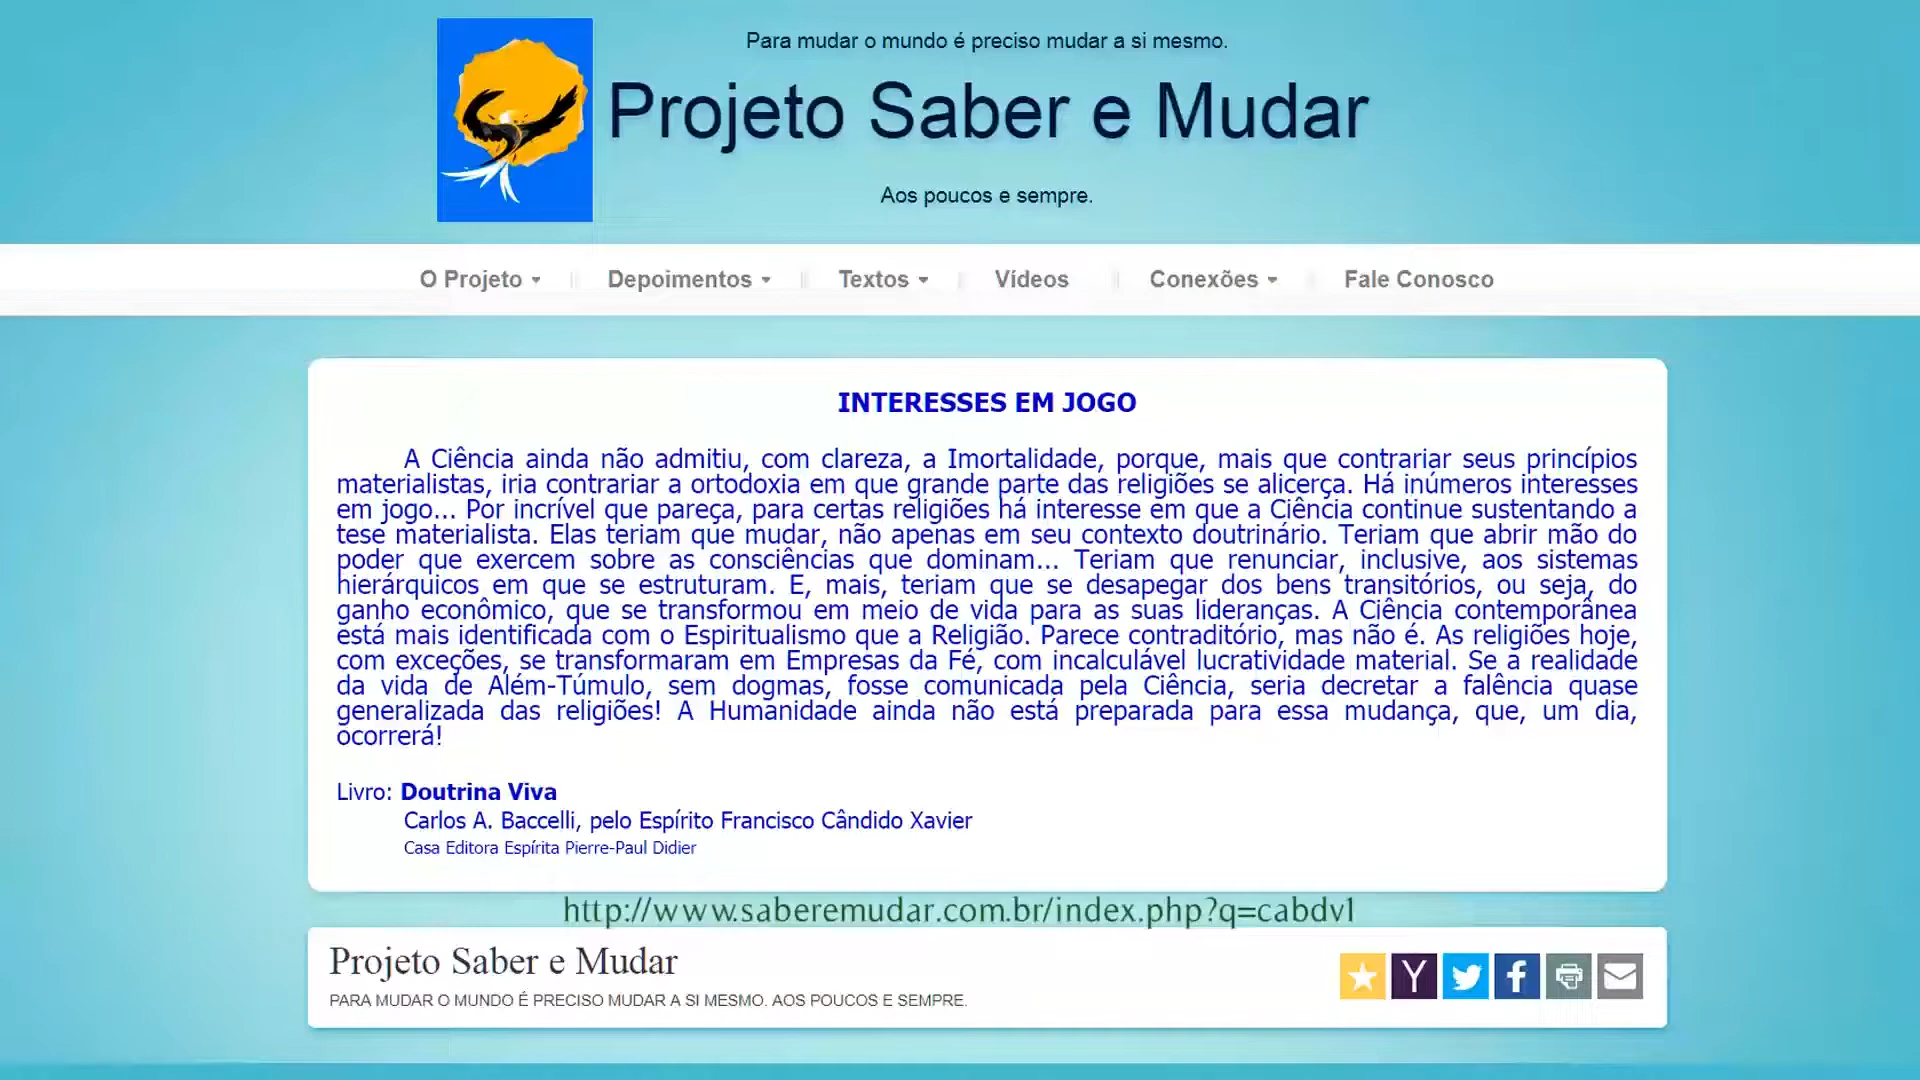 Para mudar o mundo é preciso mudar a si mesmo.
Projeto Saber e Mudar
Aos poucos e sempre.
O Projeto
Depoimentos
Textos
Vídeos
Conexões
Fale Conosco
INTERESSES EM JOGO
A Ciência ainda não admitiu, com clareza, a Imortalidade, porque, mais que contrariar seus princípios
materialistas, iria contrariar a ortodoxia em que grande parte das religiões se alicerça. Há inúmeros interesses
em jogo... Por incrível que pareça, para certas religiões há interesse em que a Ciência continue sustentando a
tese materialista. Elas teriam que mudar, não apenas em seu contexto doutrinário. Teriam que abrir mão do
poder que exercem sobre as consciências que dominam... Teriam que renunciar, inclusive, aos sistemas
hierárquicos em que se estruturam. E, mais, teriam que se desapegar dos bens transitórios, ou seja, do
ganho econômico, que se transformou em meio de vida para as suas lideranças. A Ciência contemporânea
está mais identificada com o Espiritualismo que a Religião. Parece contraditório, mas não é. As religiões hoje,
com exceções, se transformaram em Empresas da Fé, com incalculável lucratividade material. Se a realidade
da vida de Além-Túmulo, sem dogmas, fosse comunicada pela Ciência, seria decretar a falência quase
generalizada das religiões! A Humanidade ainda não está preparada para essa mudança, que, um dia,
ocorrerá!
Livro: Doutrina Viva
Carlos A. Baccelli, pelo Espírito Francisco Cândido Xavier
Casa Editora Espírita Pierre-Paul Didier
http://www.saberemudar.com.br/index.php?q=cabdv1
Projeto Saber e Mudar
PARA MUDAR O MUNDO É PRECISO MUDAR A SI MESMO. AOS POUCOS E SEMPRE.